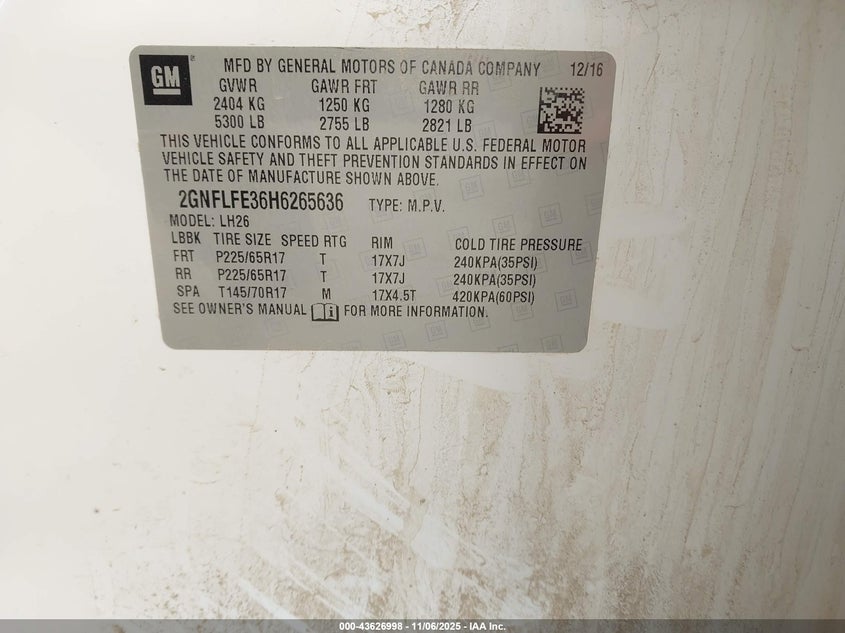 GM
MFD BY GENERAL MOTORS OF CANADA COMPANY 12/16
GVWR GAWR FRT GAWR RR
2404 KG 1250 KG 1280 KG
5300 LB 2755 LB 2821 LB
THIS VEHICLE CONFORMS TO ALL APPLICABLE U.S. FEDERAL MOTOR
VEHICLE SAFETY AND THEFT PREVENTION STANDARDS IN EFFECT ON
THE DATE OF MANUFACTURE SHOWN ABOVE.
2GNFLFE36H6265636 TYPE: M.P.V.
MODEL: LH26
LBBK TIRE SIZE SPEED RTG RIM COLD TIRE PRESSURE
FRT P225/65R17 T 17X7J 240KPA(35PSI)
RR P225/65R17 T 17X7J 240KPA(35PSI)
SPA T145/70R17 M 17X4.5T 420KPA(60PSI)
SEE OWNER'S MANUAL FOR MORE INFORMATION.
000-43626998 - 11/06/2025 - IAA Inc.